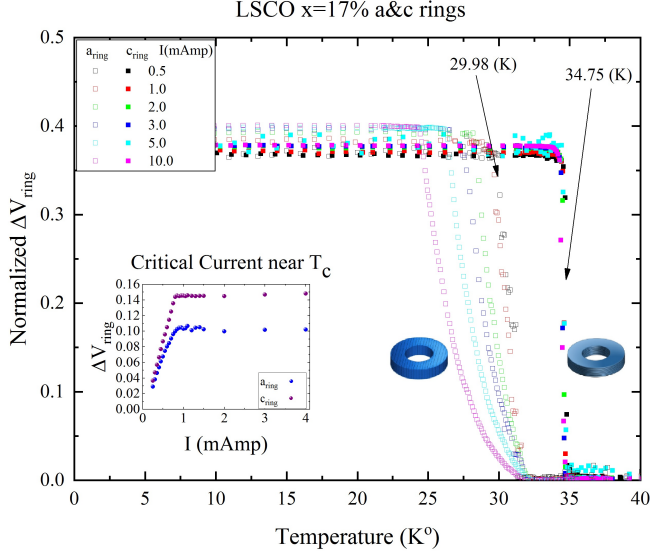 LSCO x=17% a&c rings
a_ring c_ring I(mAmp)
0.5
1.0
2.0
3.0
5.0
10.0
29.98 (K)
34.75 (K)
Normalized ΔV_ring
0.5
0.4
0.3
0.2
0.1
0.0
Critical Current near T_c
ΔV_ring
0.16
0.14
0.12
0.10
0.08
0.06
0.04
0.02
0.00
a_ring
c_ring
0 1 2 3 4
I (mAmp)
0 5 10 15 20 25 30 35 40
Temperature (K°)